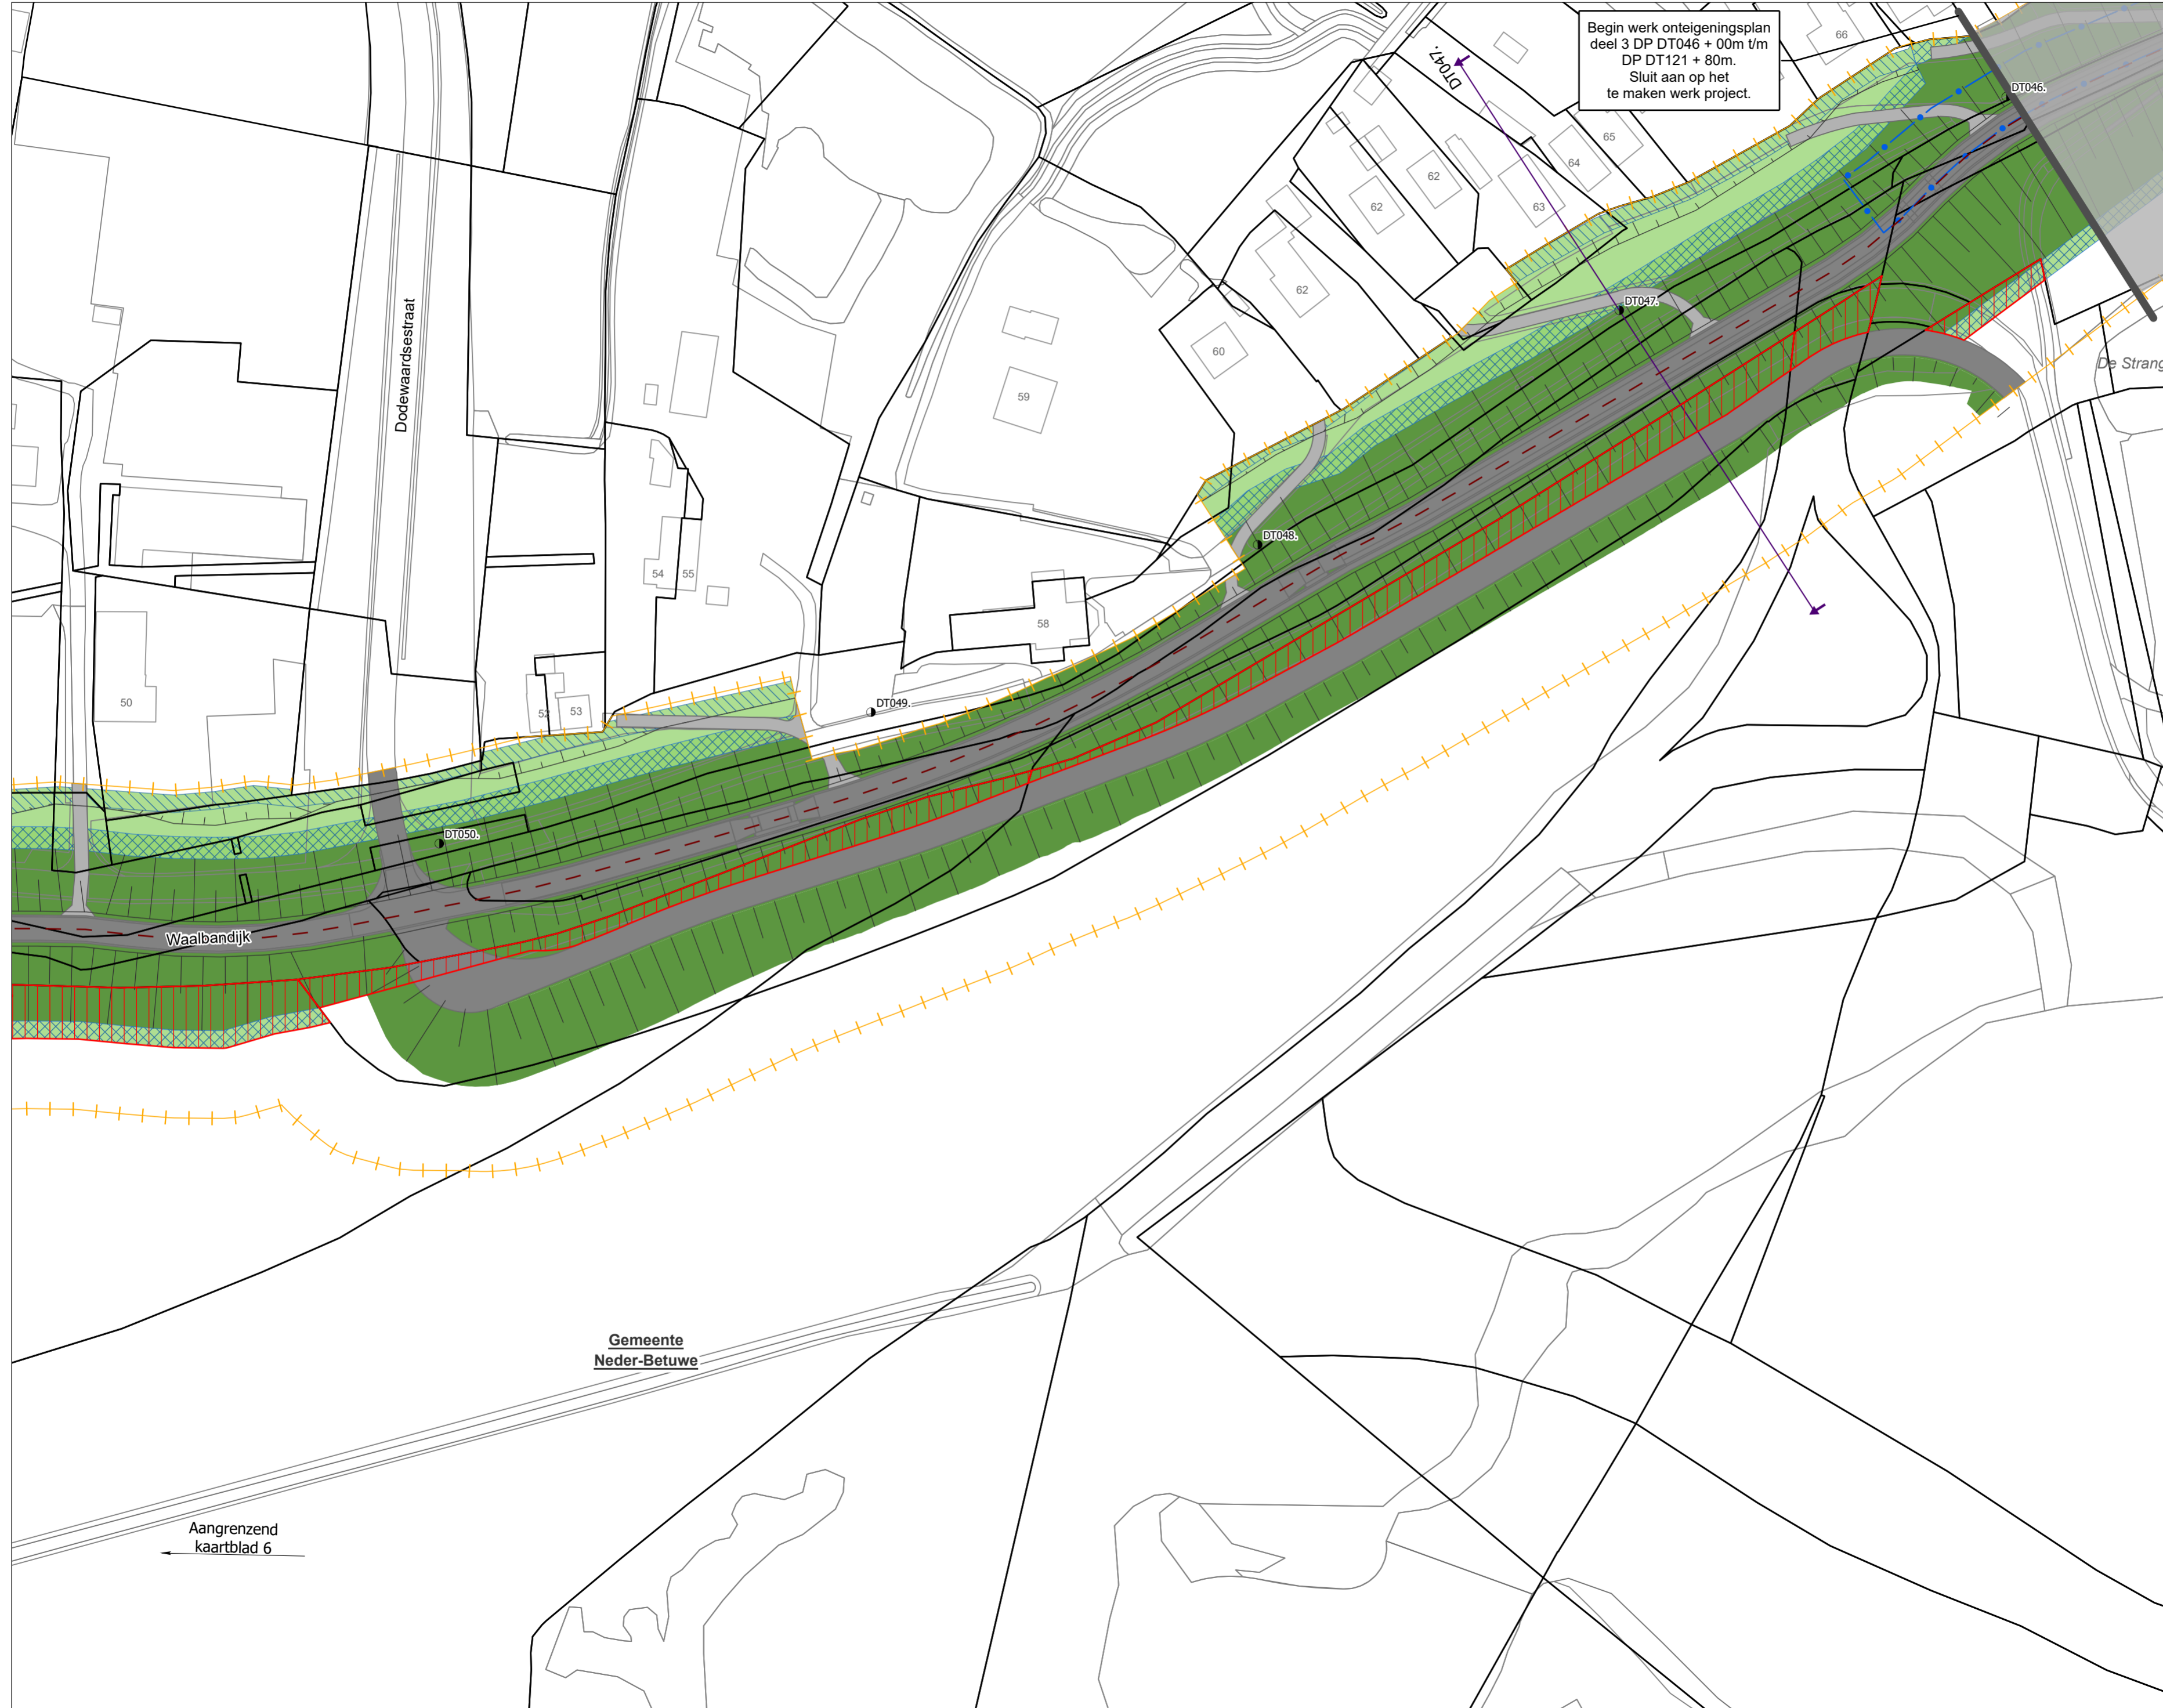 Begin werk onteigeningsplan
deel 3 DP DT046 + 00m t/m
DP DT121 + 80m.
Sluit aan op het
te maken werk project.
66
DT046.
DT047.
65
64
62
62
63
62
DT047.
60
59
De Strang
Dodewaardsestraat
DT048.
54
55
58
50
52
53
DT049.
DT050.
Waalbandijk
Gemeente
Neder-Betuwe
Aangrenzend
kaartblad 6